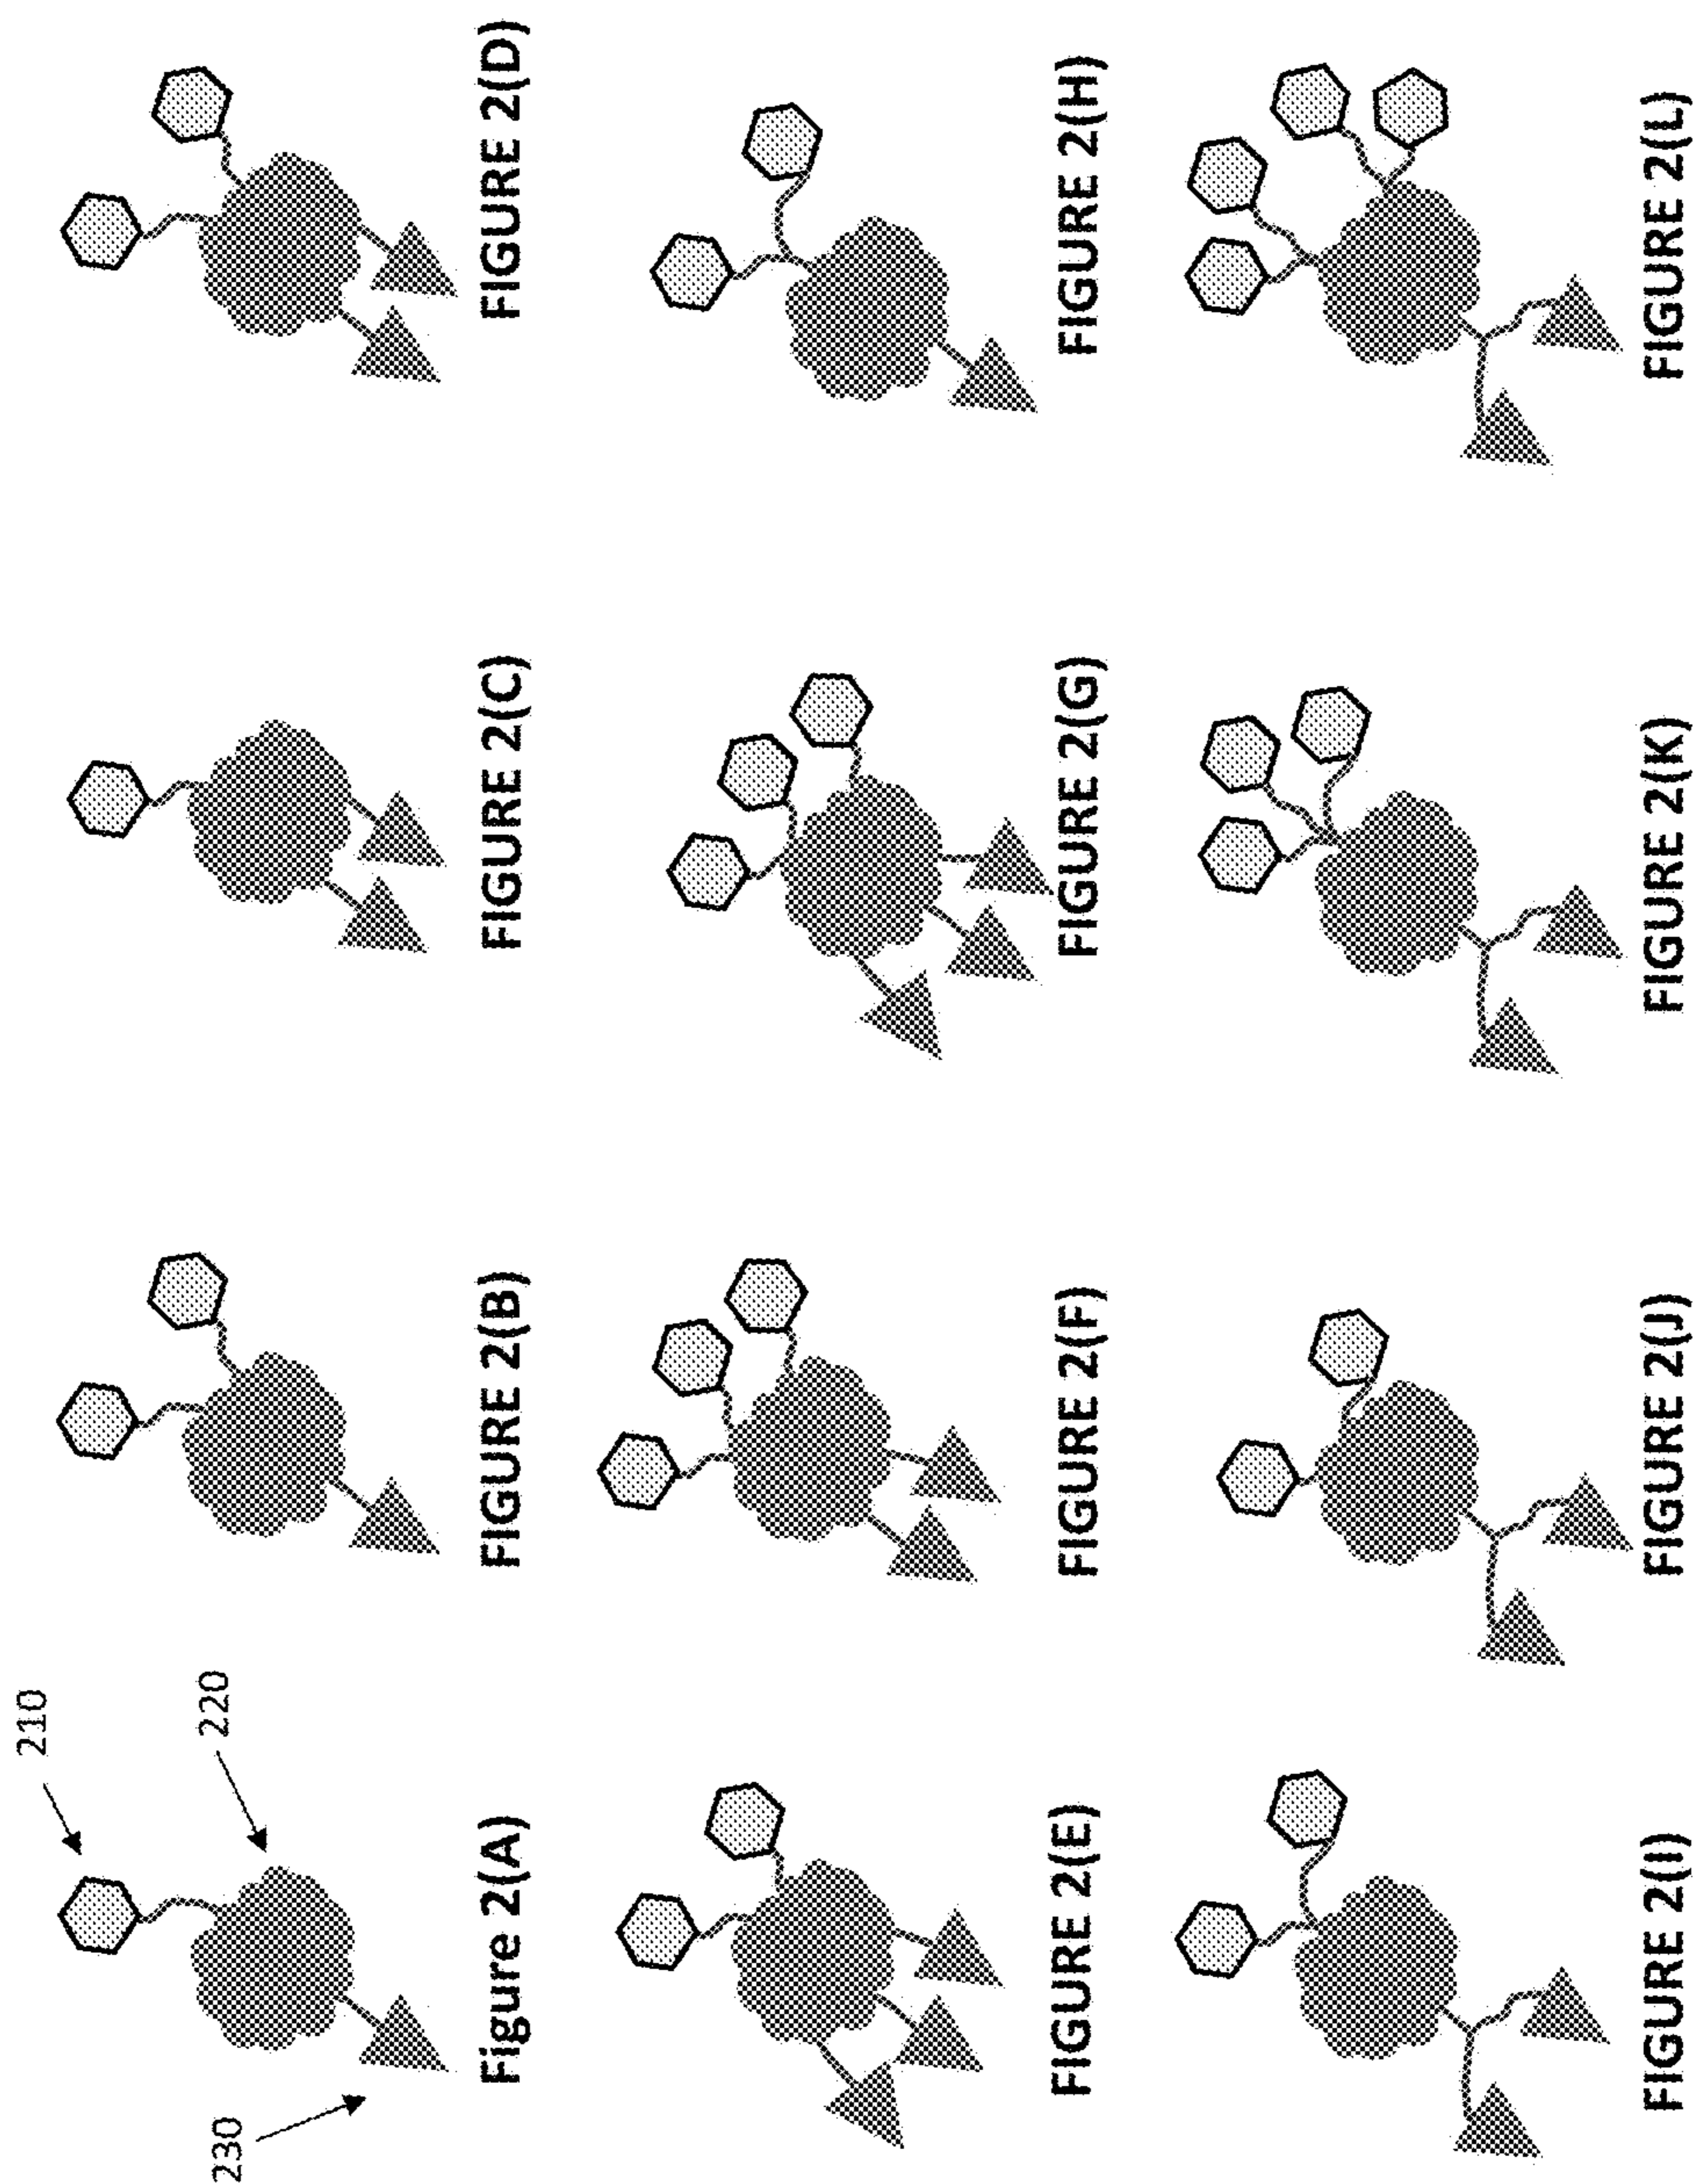 210
220
230
Figure 2(A)
FIGURE 2(B)
FIGURE 2(C)
FIGURE 2(D)
FIGURE 2(E)
FIGURE 2(F)
FIGURE 2(G)
FIGURE 2(H)
FIGURE 2(I)
FIGURE 2(J)
FIGURE 2(K)
FIGURE 2(L)